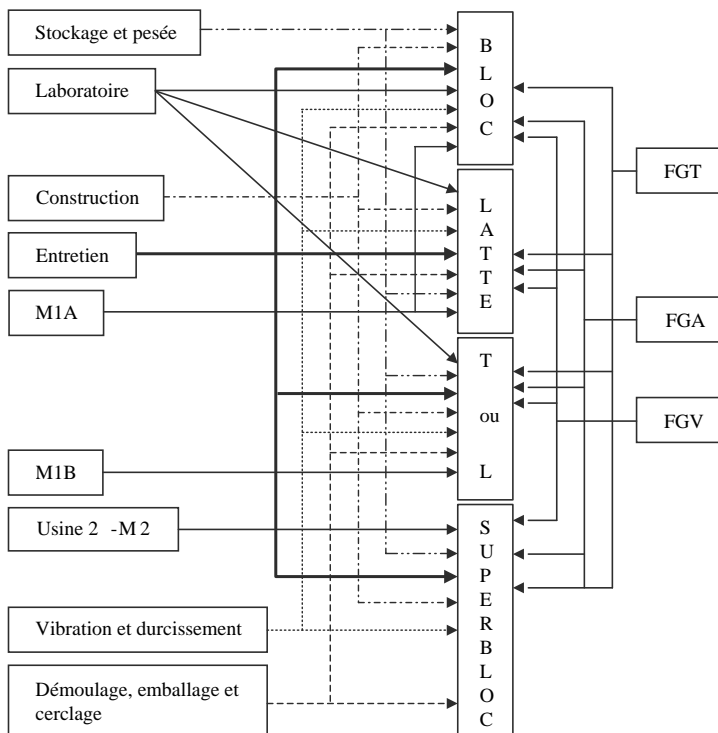 Stockage et pesée
Laboratoire
Construction
Entretien
M1A
M1B
Usine 2 -M 2
Vibration et durcissement
Démoulage, emballage et
cerclage
B
L
O
C
L
A
T
T
E
T
ou
L
S
U
P
E
R
B
L
O
C
FGT
FGA
FGV